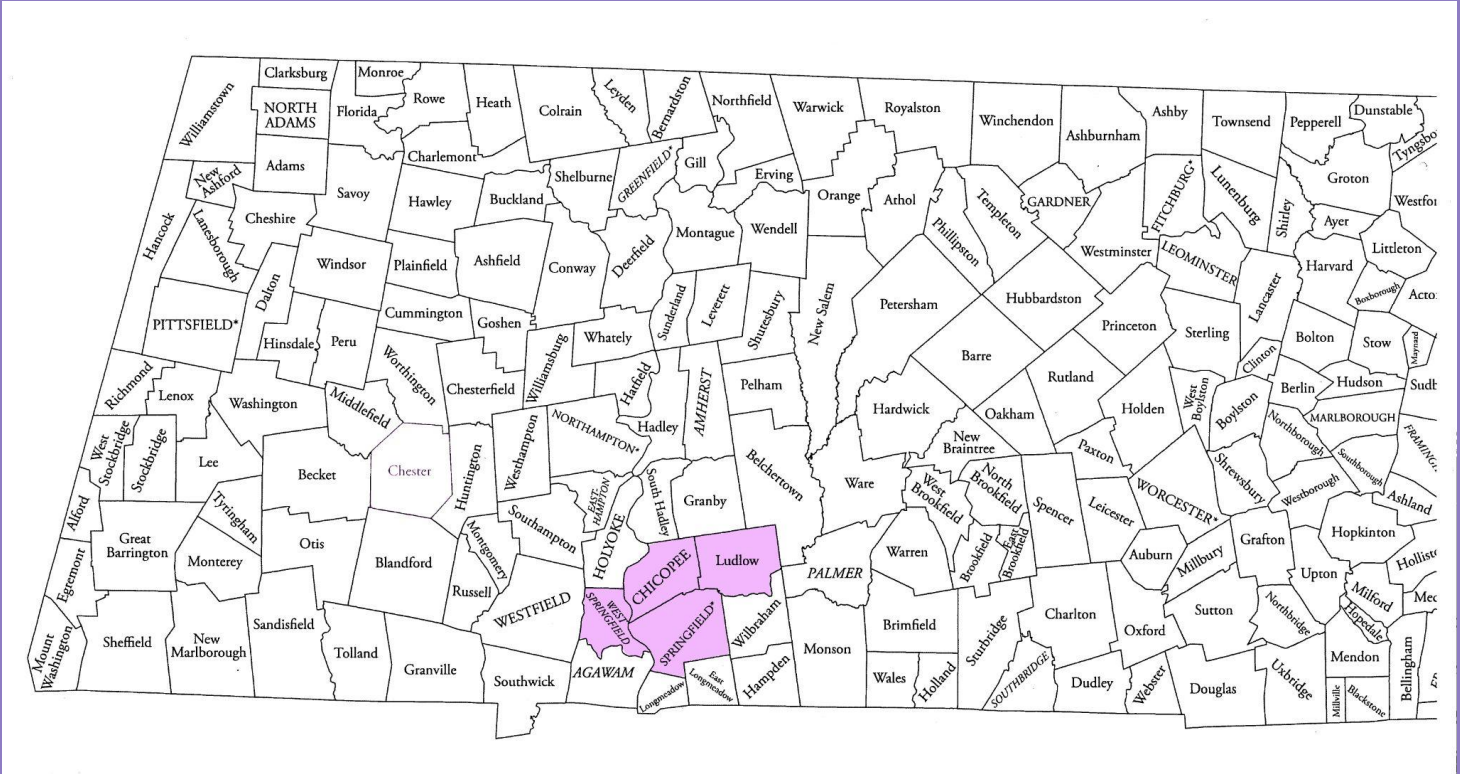 Williamstown
Clarksburg
Monroe
Rowe
Heath
Colrain
Leyden
Bernardston
Northfield
Warwick
Royalston
Winchendon
Ashburnham
Ashby
Townsend
Pepperell
Dunstable
NORTH
ADAMS
Florida
Charlemont
Tyngsbo
Adams
New
Ashford
Savoy
Hawley
Buckland
Shelburne
GREENFIELD*
Gill
Erving
Orange
Athol
Phillipston
Templeton
GARDNER
Westminster
FITCHBURG*
Lunenburg
Shirley
Groton
Ayer
Westfor
Littleton
Hancock
Lanesborough
Cheshire
Windsor
Plainfield
Ashfield
Conway
Deerfield
Montague
Wendell
Petersham
Hubbardston
LEOMINSTER
Lancaster
Harvard
Boxborough
Acto
PITTSFIELD*
Dalton
Hinsdale
Peru
Cummington
Goshen
Whately
Sunderland
Leverett
Shutesbury
New Salem
Barre
Princeton
Sterling
Clinton
Bolton
Stow
Maynard
Richmond
Lenox
Washington
Middlefield
Worthington
Chesterfield
Williamsburg
Hatfield
AMHERST
Pelham
Hardwick
Oakham
Rutland
Holden
West
Boylston
Boylston
Berlin
Hudson
Sudb
MARLBOROUGH
Northborough
Southborough
FRAMING
West
Stockbridge
Stockbridge
Lee
Becket
Chester
Huntington
Westhampton
NORTHAMPTON*
Hadley
Belchertown
Ware
New
Braintree
West
Brookfield
North
Brookfield
Spencer
Paxton
Leicester
WORCESTER*
Shrewsbury
Westborough
Ashland
Hopkinton
Alford
Great
Barrington
Tyringham
Monterey
Otis
Blandford
Montgomery
Russell
Southampton
EAST-
HAMPTON
HOLYOKE
South Hadley
Granby
CHICOPEE
Ludlow
PALMER
Warren
Brookfield
East
Brookfield
Auburn
Millbury
Grafton
Upton
Milford
Hollisto
Med
Egremont
Mount
Washington
Sheffield
New
Marlborough
Sandisfield
Tolland
Granville
WESTFIELD
Southwick
WEST
SPRINGFIELD
AGAWAM
SPRINGFIELD*
Longmeadow
East
Longmeadow
Wilbraham
Hampden
Monson
Brimfield
Wales
Holland
Sturbridge
SOUTHBRIDGE
Charlton
Dudley
Oxford
Webster
Sutton
Douglas
Northbridge
Uxbridge
Hopedale
Mendon
Millville
Blackstone
Bellingham